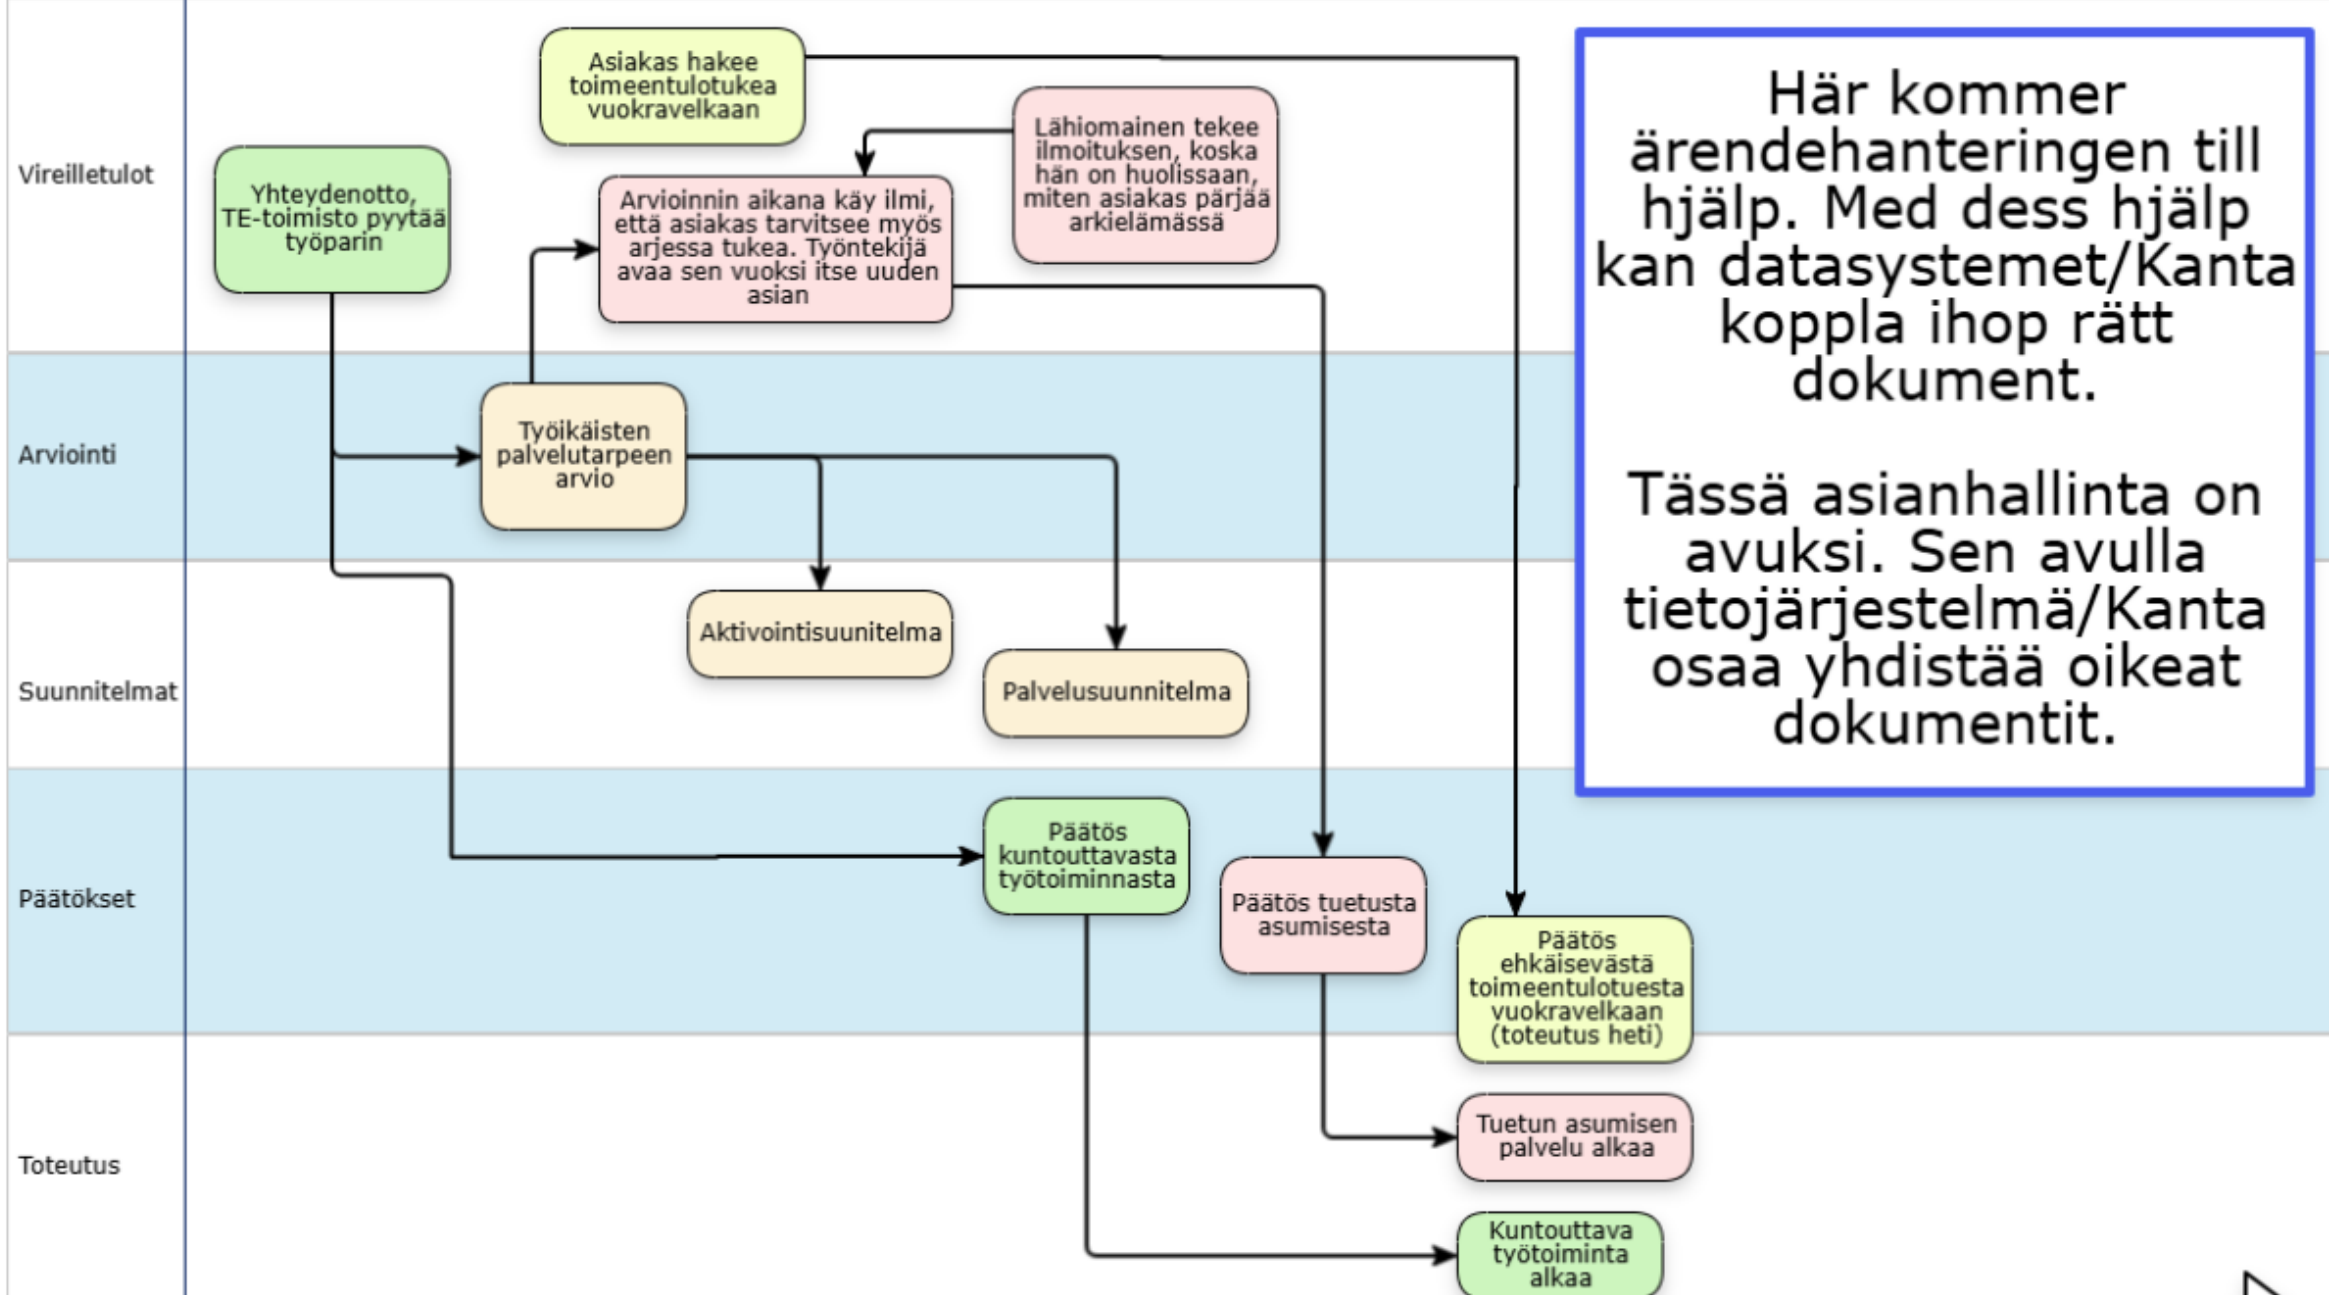 Vireilletulot
Yhteydenotto,
TE-toimisto pyytää
työparin
Asiakas hakee
toimeentulotukea
vuokravelkaan
Lähiomainen tekee
ilmoituksen, koska
hän on huolissaan,
miten asiakas pärjää
arkielämässä
Arvioinnin aikana käy ilmi,
että asiakas tarvitsee myös
arjessa tukea. Työntekijä
avaa sen vuoksi itse uuden
asian
Här kommer
ärendehanteringen till
hjälp. Med dess hjälp
kan datasystemet/Kanta
koppla ihop rätt
dokument.
Tässä asianhallinta on
avuksi. Sen avulla
tietojärjestelmä/Kanta
osaa yhdistää oikeat
dokumentit.
Arviointi
Työikäisten
palvelutarpeen
arvio
Suunnitelmat
Aktivointisuunitelma
Palvelusuunnitelma
Päätökset
Päätös
kuntouttavasta
työtoiminnasta
Päätös tuetusta
asumisesta
Päätös
ehkäisevästä
toimeentulotuesta
vuokravelkaan
(toteutus heti)
Toteutus
Tuetun asumisen
palvelu alkaa
Kuntouttava
työtoiminta
alkaa